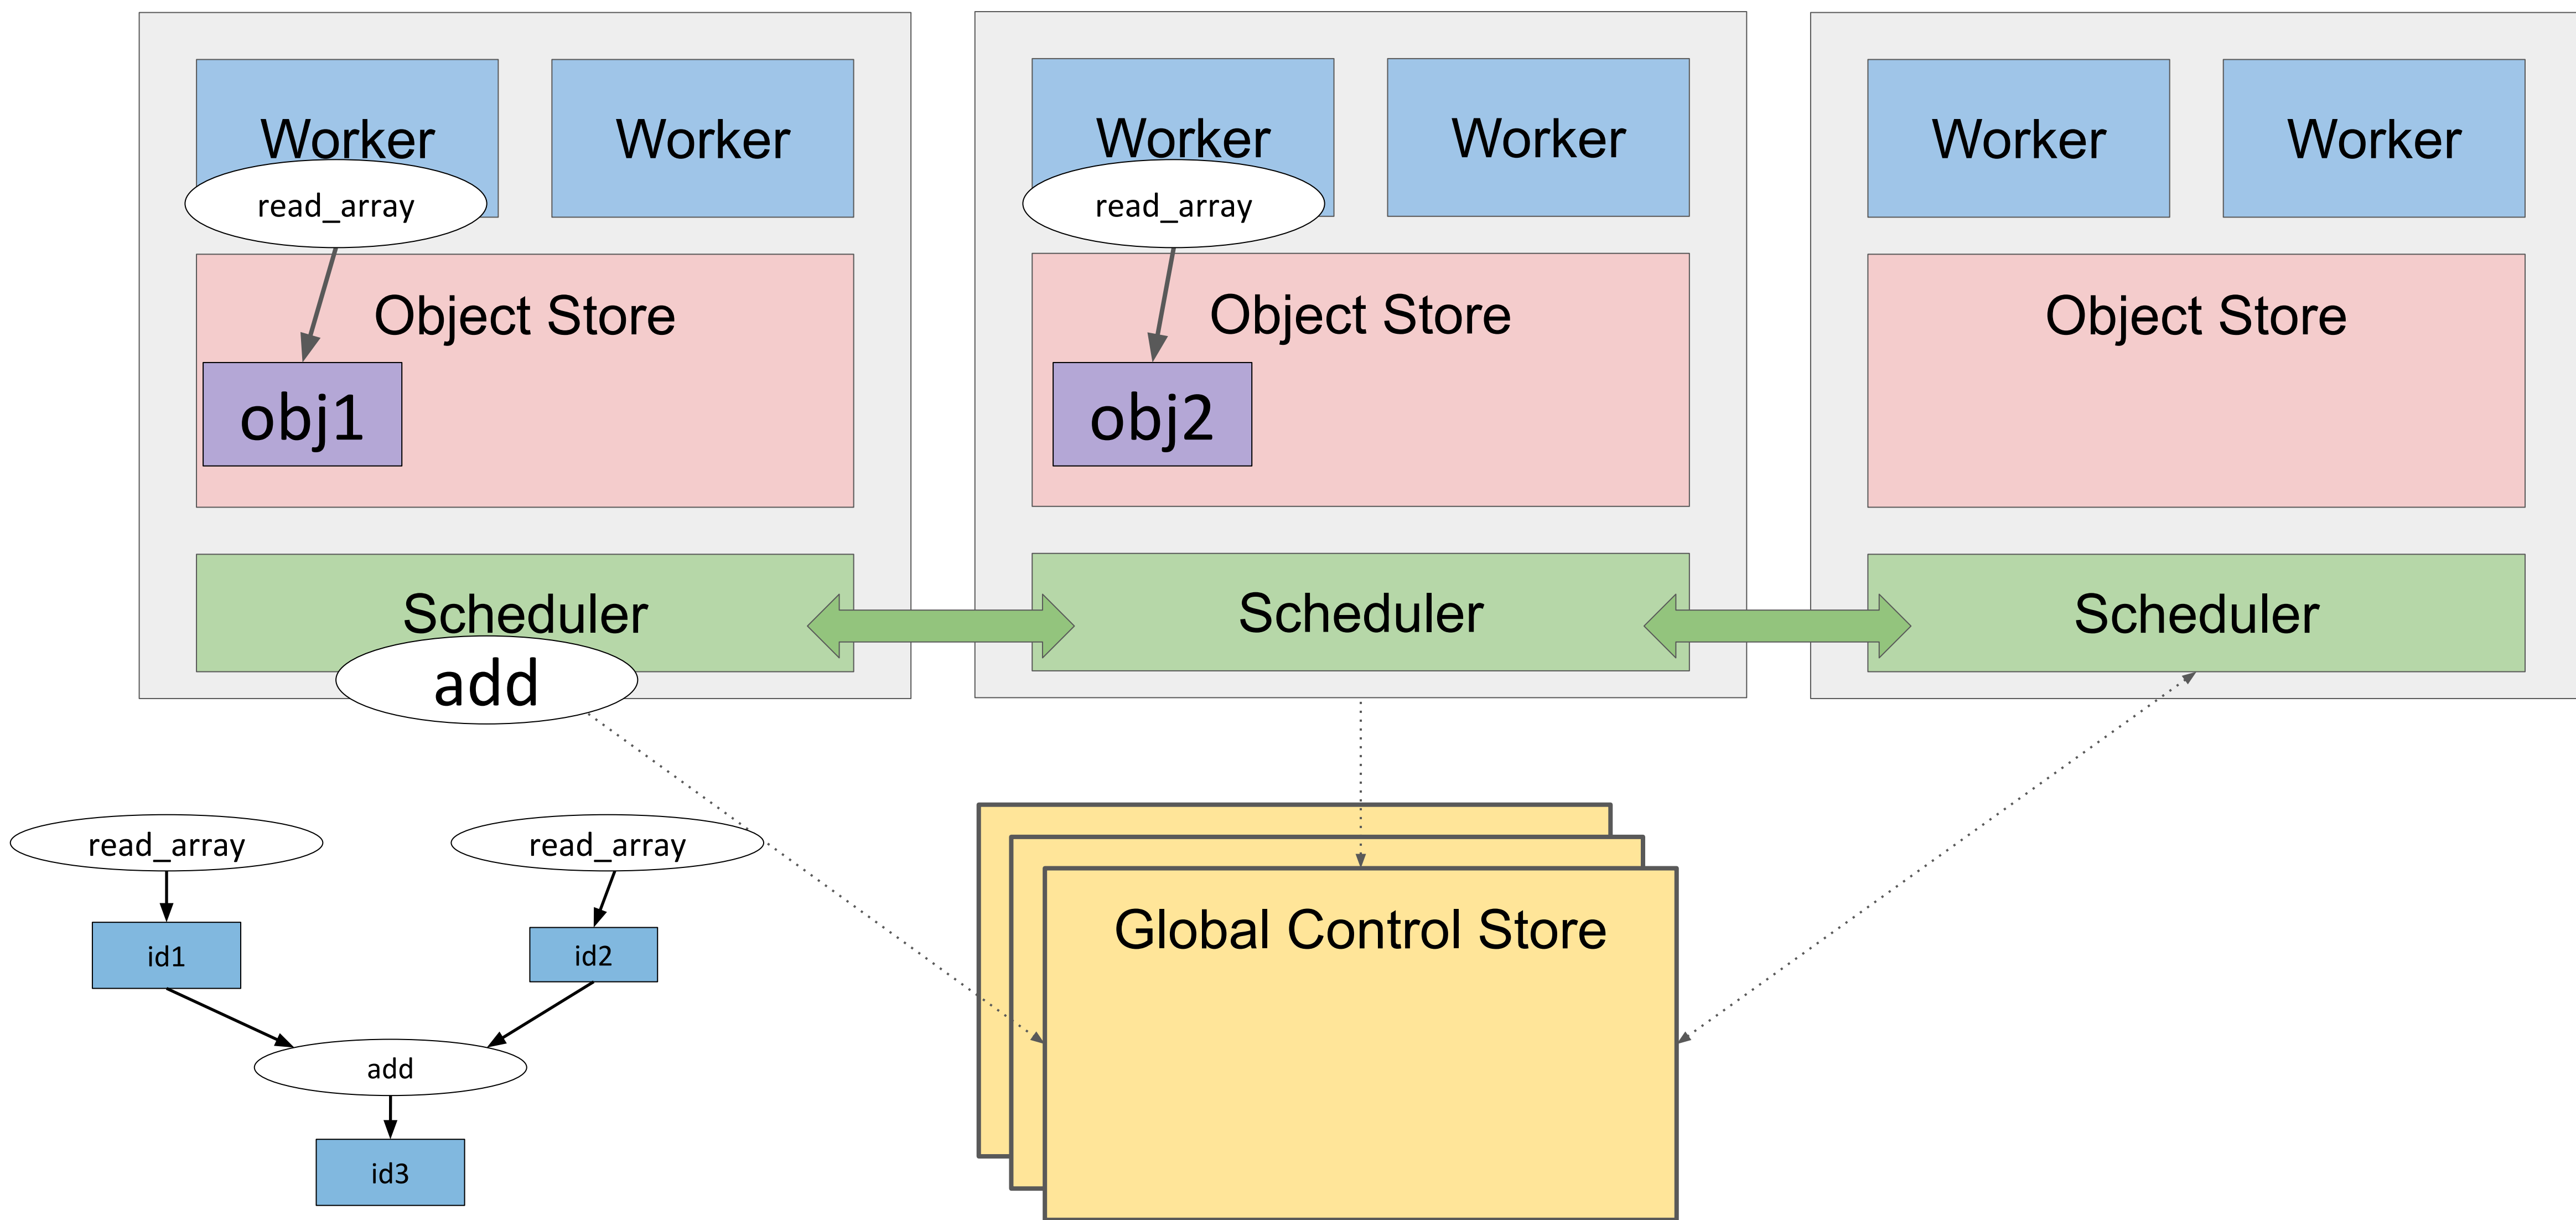 Worker
Worker
Worker
Worker
Worker
Worker
read_array
read_array
Object Store
Object Store
Object Store
obj1
obj2
Scheduler
Scheduler
Scheduler
add
read_array
read_array
Global Control Store
id1
id2
add
id3